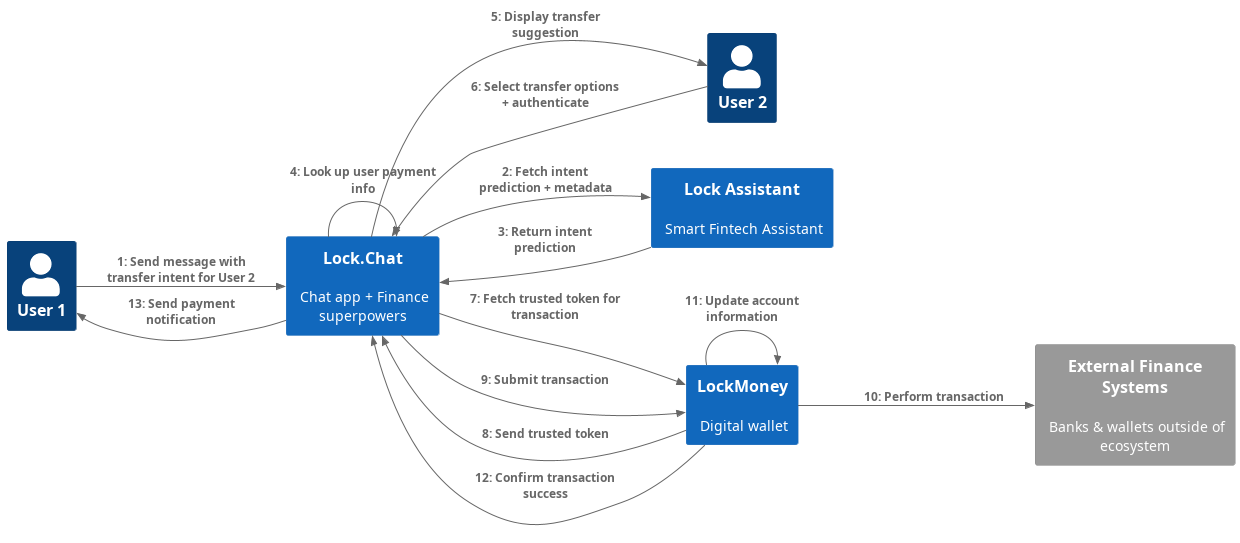 5: Display transfer
suggestion
User 2
6: Select transfer options
+ authenticate
4: Look up user payment
info
2: Fetch intent
prediction + metadata
Lock Assistant
Smart Fintech Assistant
3: Return intent
prediction
User 1
1: Send message with
transfer intent for User 2
13: Send payment
notification
Lock.Chat
Chat app + Finance
superpowers
7: Fetch trusted token for
transaction
11: Update account
information
9: Submit transaction
LockMoney
Digital wallet
10: Perform transaction
External Finance
Systems
Banks & wallets outside of
ecosystem
8: Send trusted token
12: Confirm transaction
success